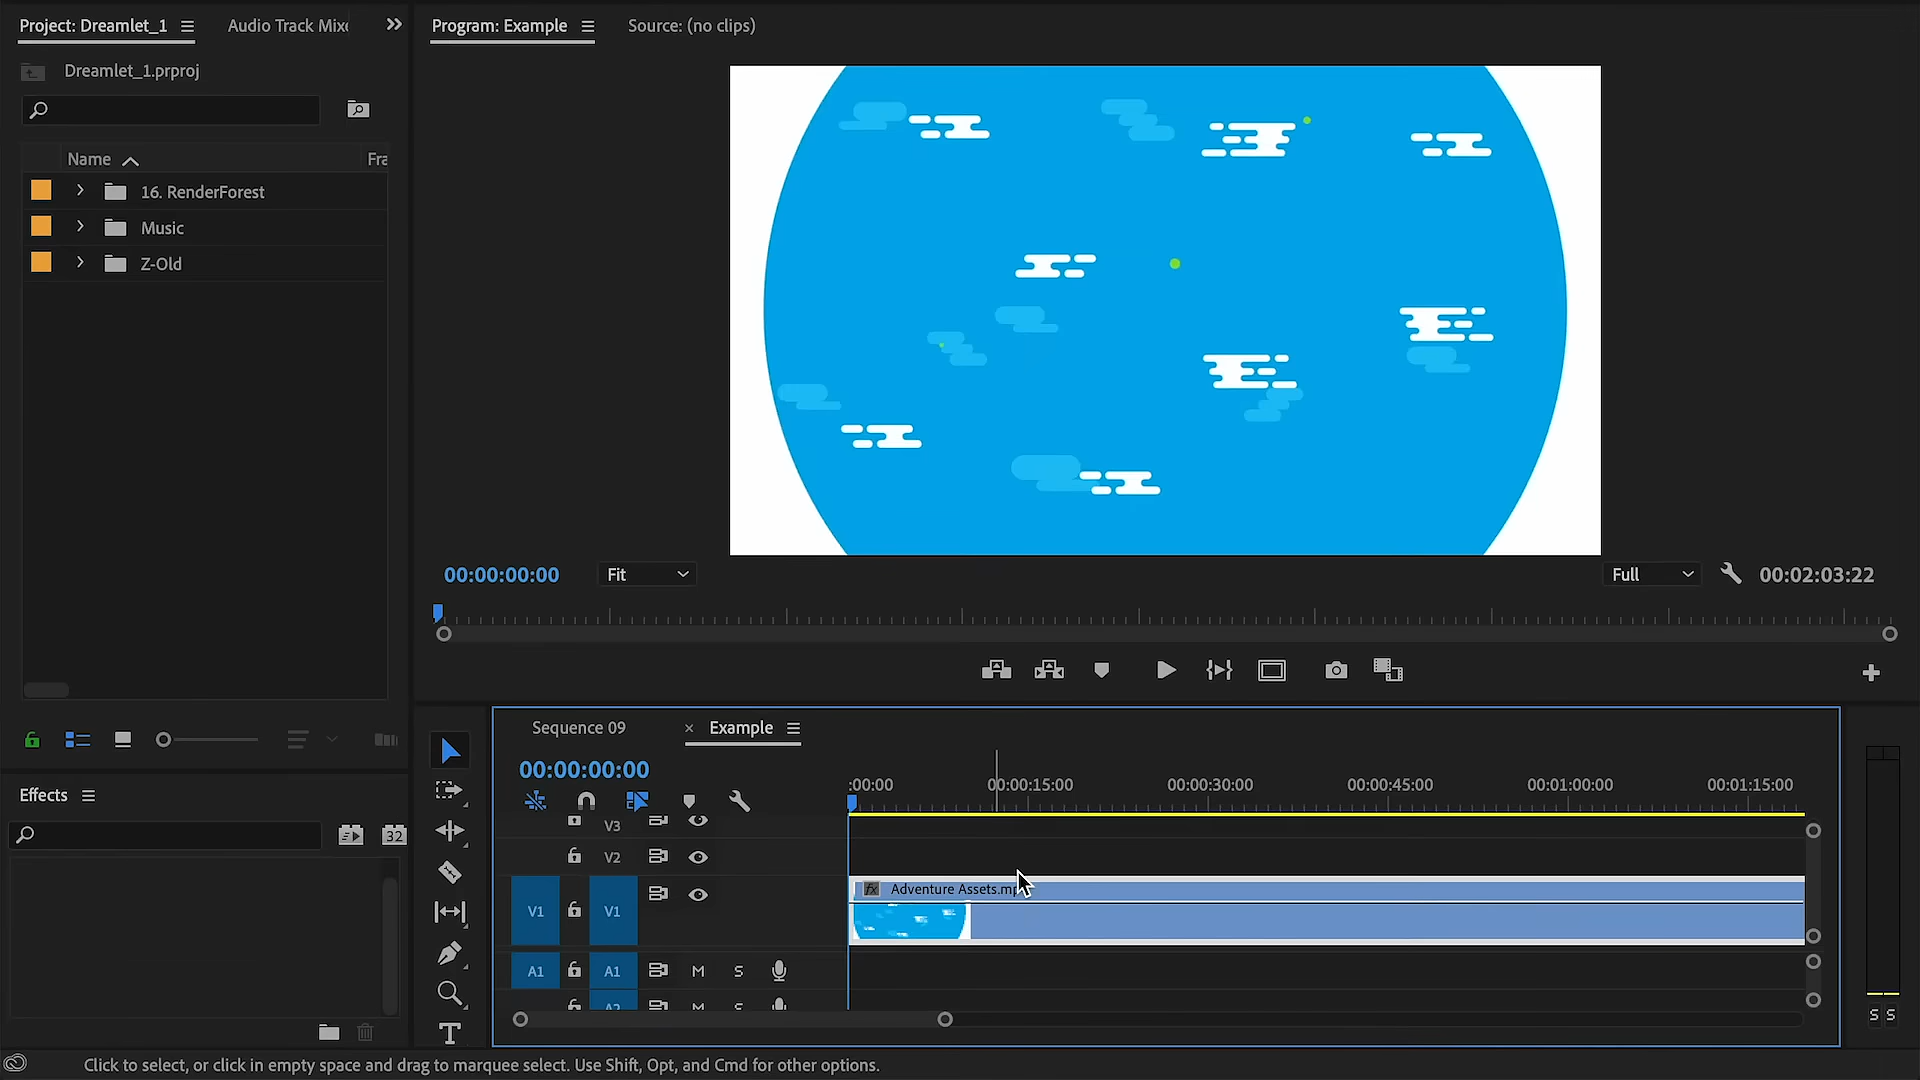 Project: Dreamlet_1
Audio Track Mixe
Program: Example
Source: (no clips)
Dreamlet_1.prproj
Name
Fra
16. RenderForest
Music
Z-Old
00:00:00:00
Fit
Full
00:02:03:22
Sequence 09
Example
00:00:00:00
:00:00
00:00:15:00
00:00:30:00
00:00:45:00
00:01:00:00
00:01:15:00
Effects
32
V3
V2
fx
Adventure Assets.mp
V1
V1
A1
A1
M
S
A2
M
S
S S
Click to select, or click in empty space and drag to marquee select. Use Shift, Opt, and Cmd for other options.